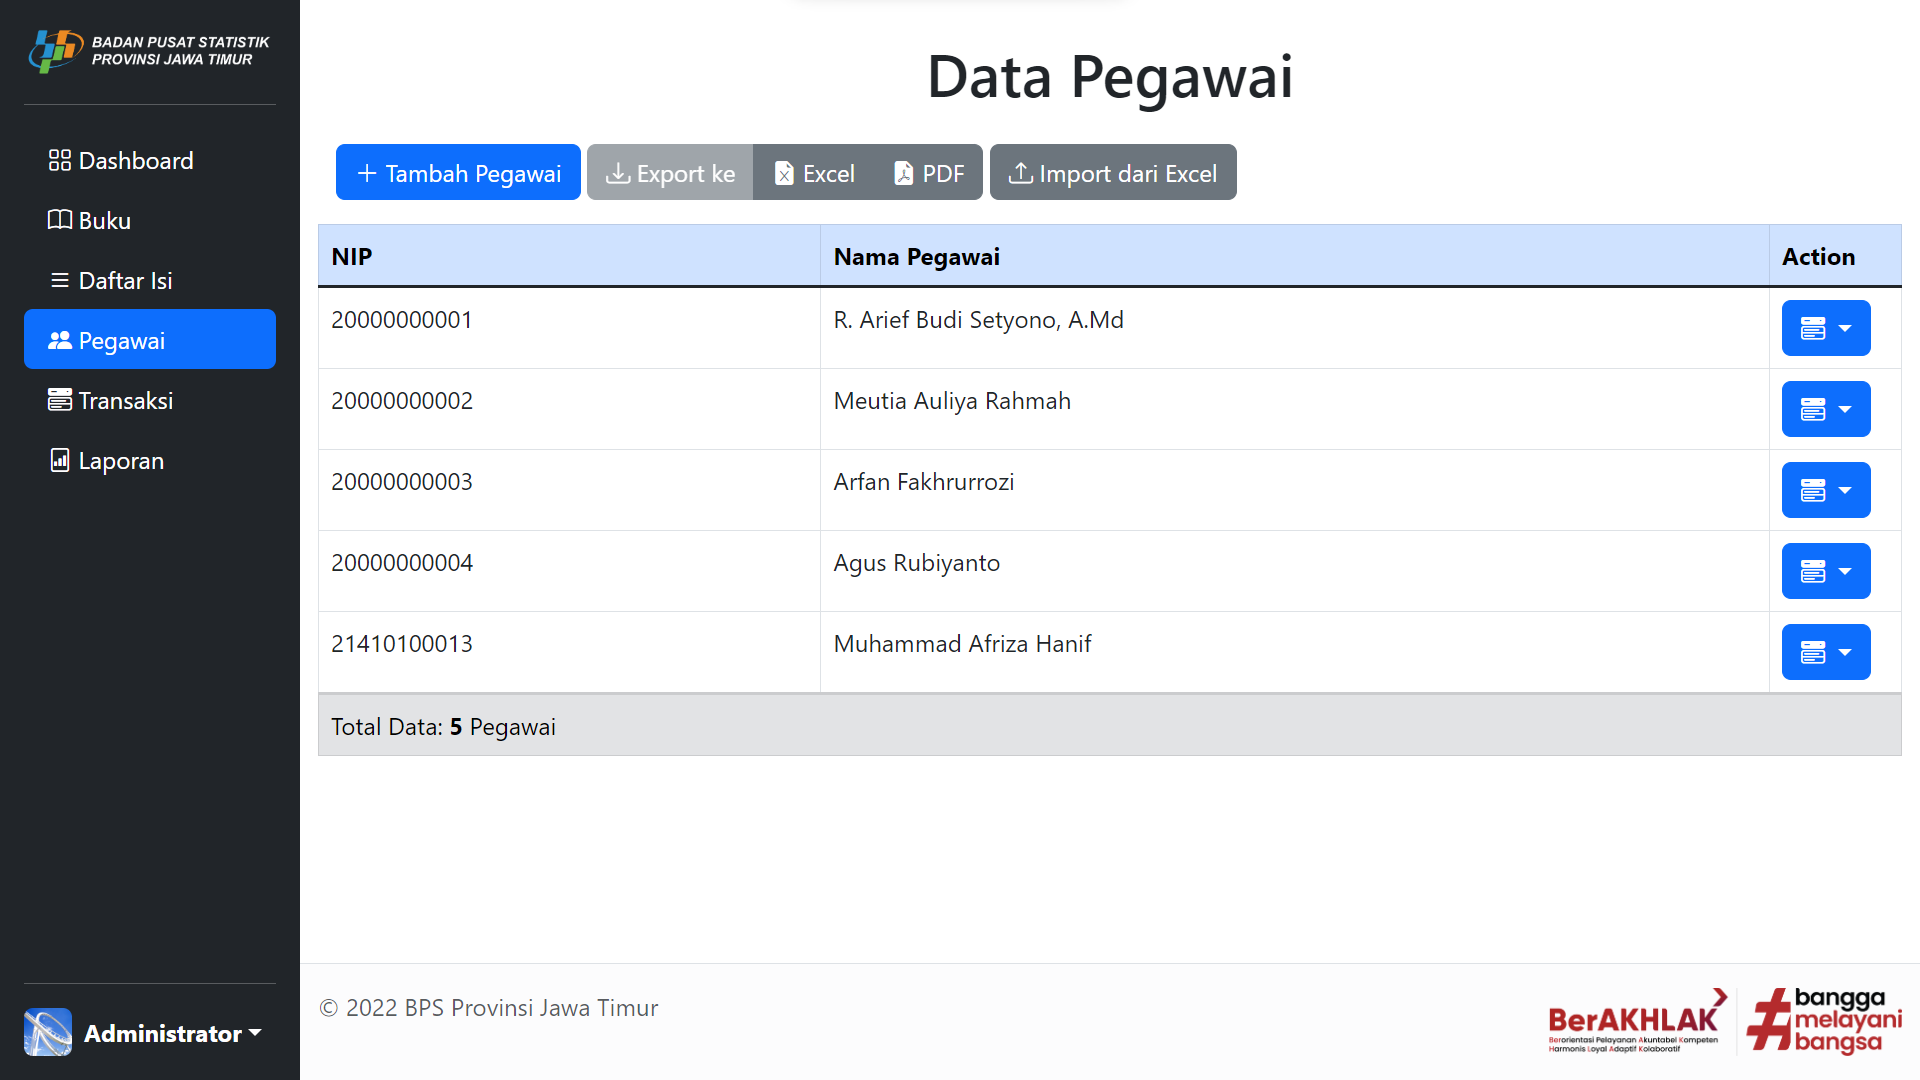 BADAN PUSAT STATISTIK
PROVINSI JAWA TIMUR
Dashboard
Buku
Daftar Isi
Pegawai
Transaksi
Laporan
Administrator
Data Pegawai
Tambah Pegawai Export ke Excel PDF Import dari Excel
NIP Nama Pegawai Action
20000000001 R. Arief Budi Setyono, A.Md
20000000002 Meutia Auliya Rahmah
20000000003 Arfan Fakhrurrozi
20000000004 Agus Rubiyanto
21410100013 Muhammad Afriza Hanif
Total Data: 5 Pegawai
© 2022 BPS Provinsi Jawa Timur
BerAKHLAK
Berorientasi Pelayanan Akuntabel Kompeten
Harmonis Loyal Adaptif Kolaboratif
#bangga
melayani
bangsa